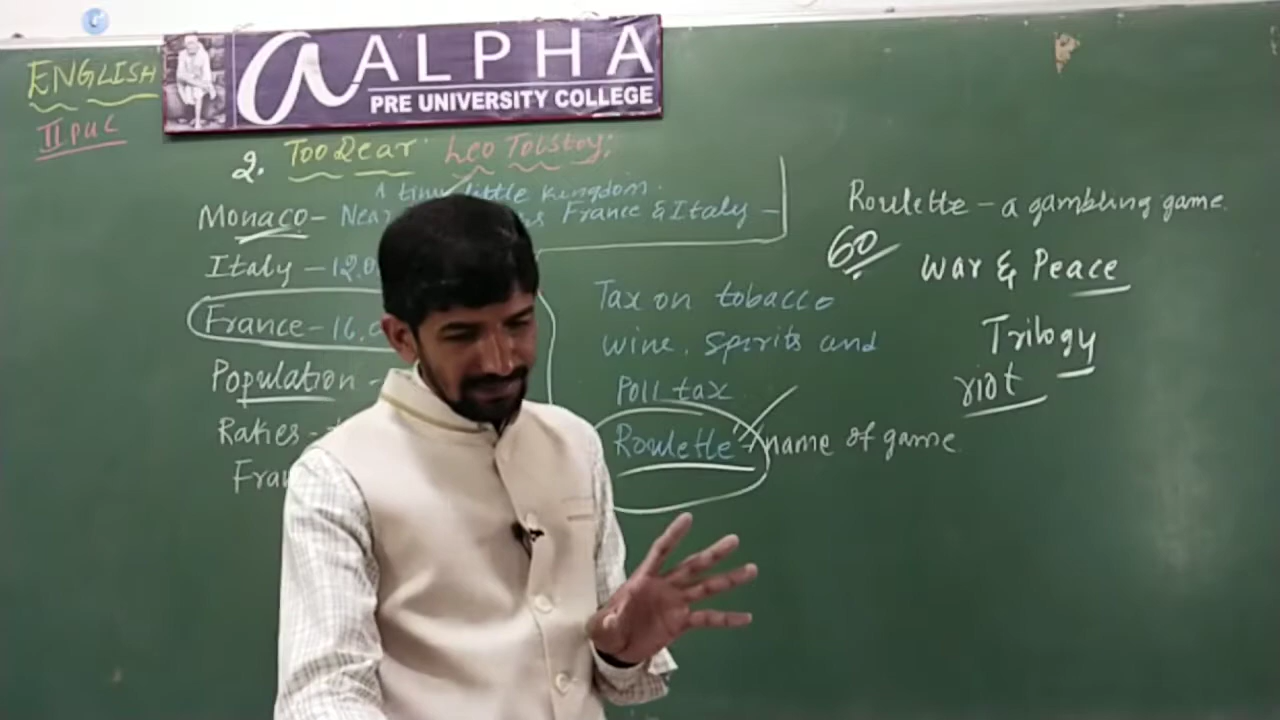 ENGLISH
II PUC
a ALPHA
PRE UNIVERSITY COLLEGE
2. Too Dear. Leo Tolstoy:
A tiny little kingdom.
Monaco - Near France & Italy -
Italy - 12.0
France - 16.0
Population -
Tax on tobacco
wine, spirits and
Poll tax
Roulette - name of game
Roulette - a gambling game.
60
War & Peace
Trilogy
riot